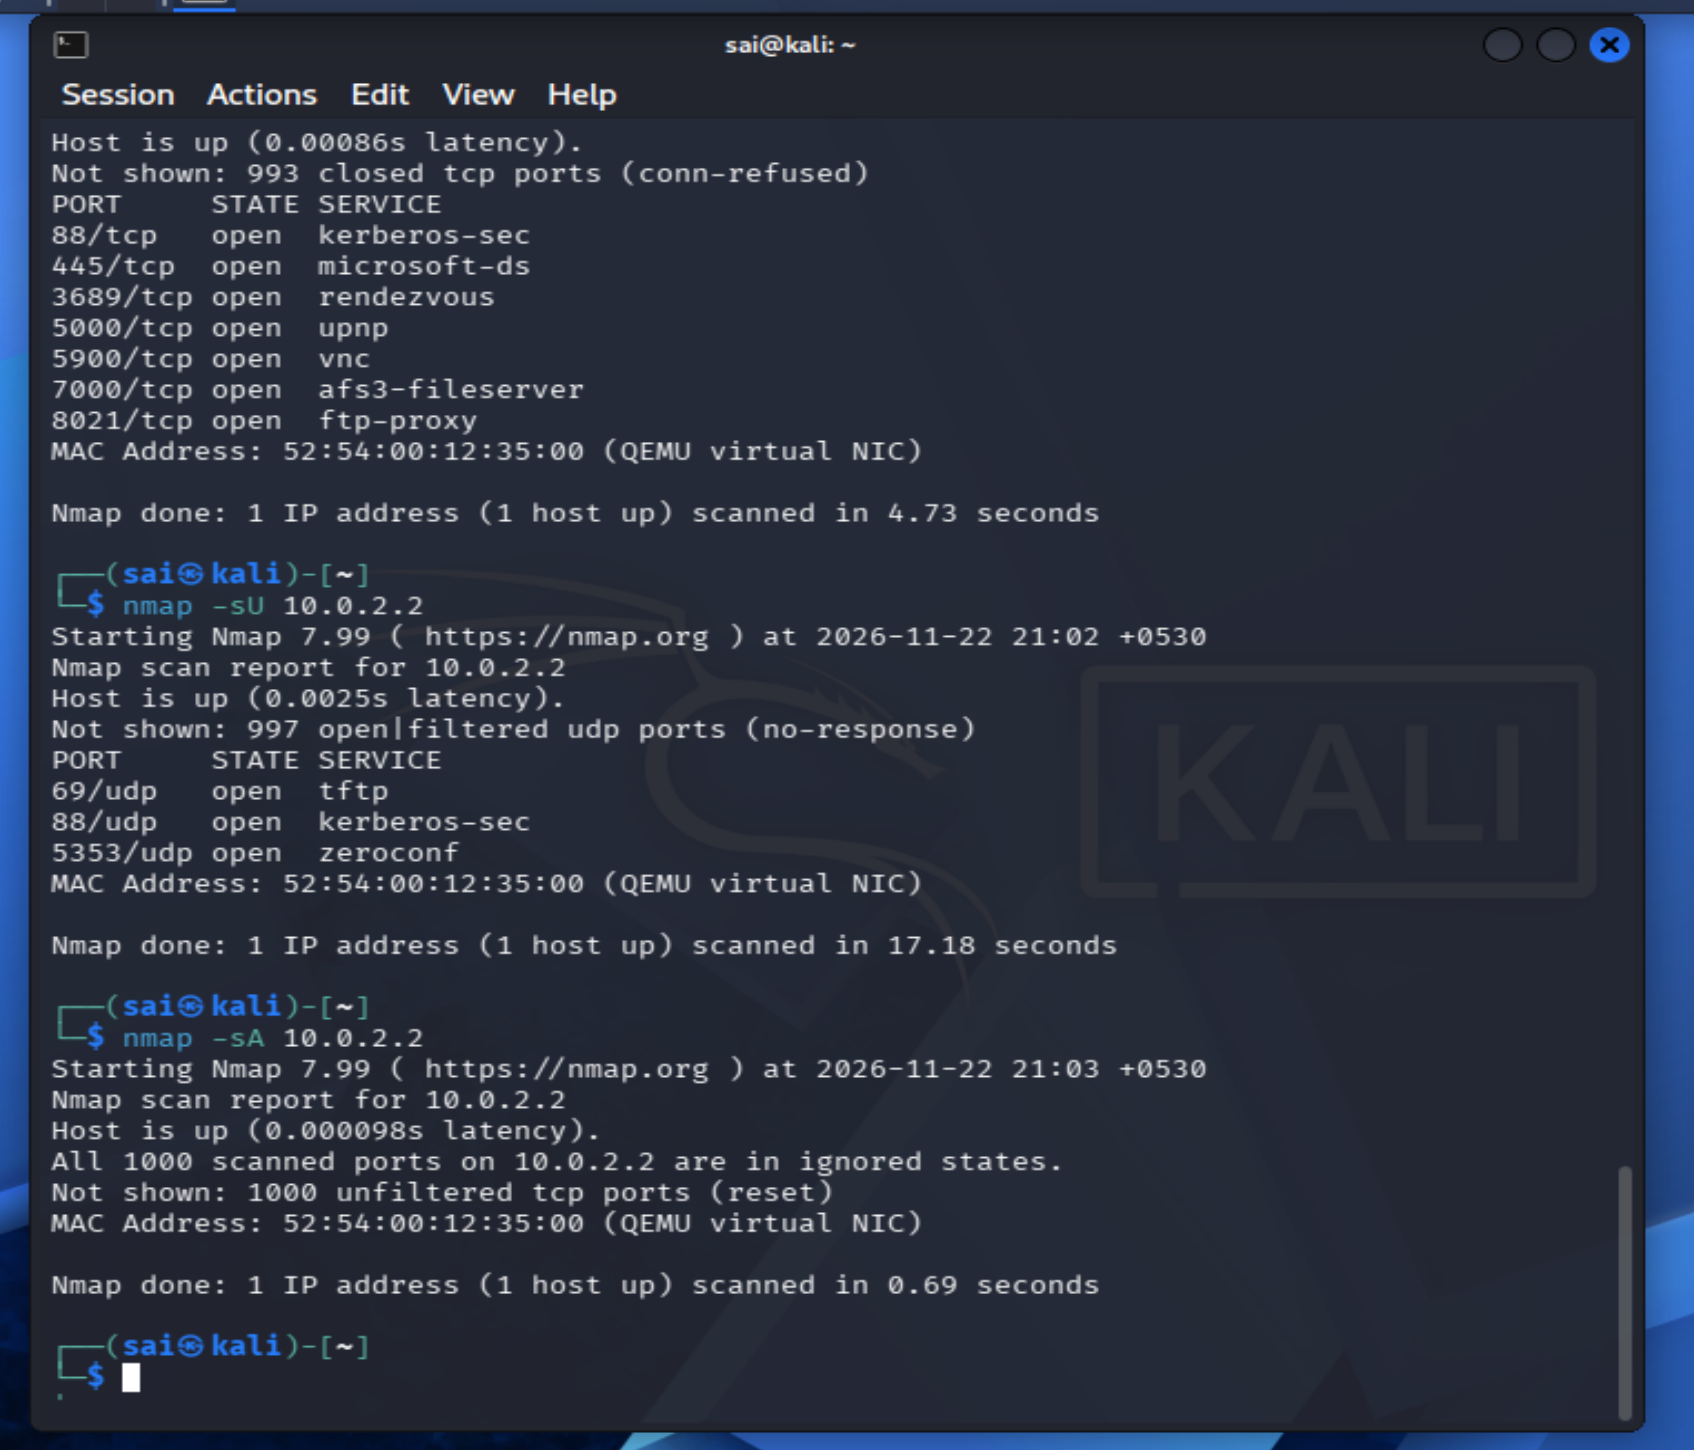 sai@kali: ~
Session Actions Edit View Help
Host is up (0.00086s latency).
Not shown: 993 closed tcp ports (conn-refused)
PORT     STATE SERVICE
88/tcp   open  kerberos-sec
445/tcp  open  microsoft-ds
3689/tcp open  rendezvous
5000/tcp open  upnp
5900/tcp open  vnc
7000/tcp open  afs3-fileserver
8021/tcp open  ftp-proxy
MAC Address: 52:54:00:12:35:00 (QEMU virtual NIC)
Nmap done: 1 IP address (1 host up) scanned in 4.73 seconds
┌──(sai㉿kali)-[~]
└─$ nmap -sU 10.0.2.2
Starting Nmap 7.99 ( https://nmap.org ) at 2026-11-22 21:02 +0530
Nmap scan report for 10.0.2.2
Host is up (0.0025s latency).
Not shown: 997 open|filtered udp ports (no-response)
PORT     STATE SERVICE
69/udp   open  tftp
88/udp   open  kerberos-sec
5353/udp open  zeroconf
MAC Address: 52:54:00:12:35:00 (QEMU virtual NIC)
Nmap done: 1 IP address (1 host up) scanned in 17.18 seconds
┌──(sai㉿kali)-[~]
└─$ nmap -sA 10.0.2.2
Starting Nmap 7.99 ( https://nmap.org ) at 2026-11-22 21:03 +0530
Nmap scan report for 10.0.2.2
Host is up (0.000098s latency).
All 1000 scanned ports on 10.0.2.2 are in ignored states.
Not shown: 1000 unfiltered tcp ports (reset)
MAC Address: 52:54:00:12:35:00 (QEMU virtual NIC)
Nmap done: 1 IP address (1 host up) scanned in 0.69 seconds
┌──(sai㉿kali)-[~]
└─$
KALI